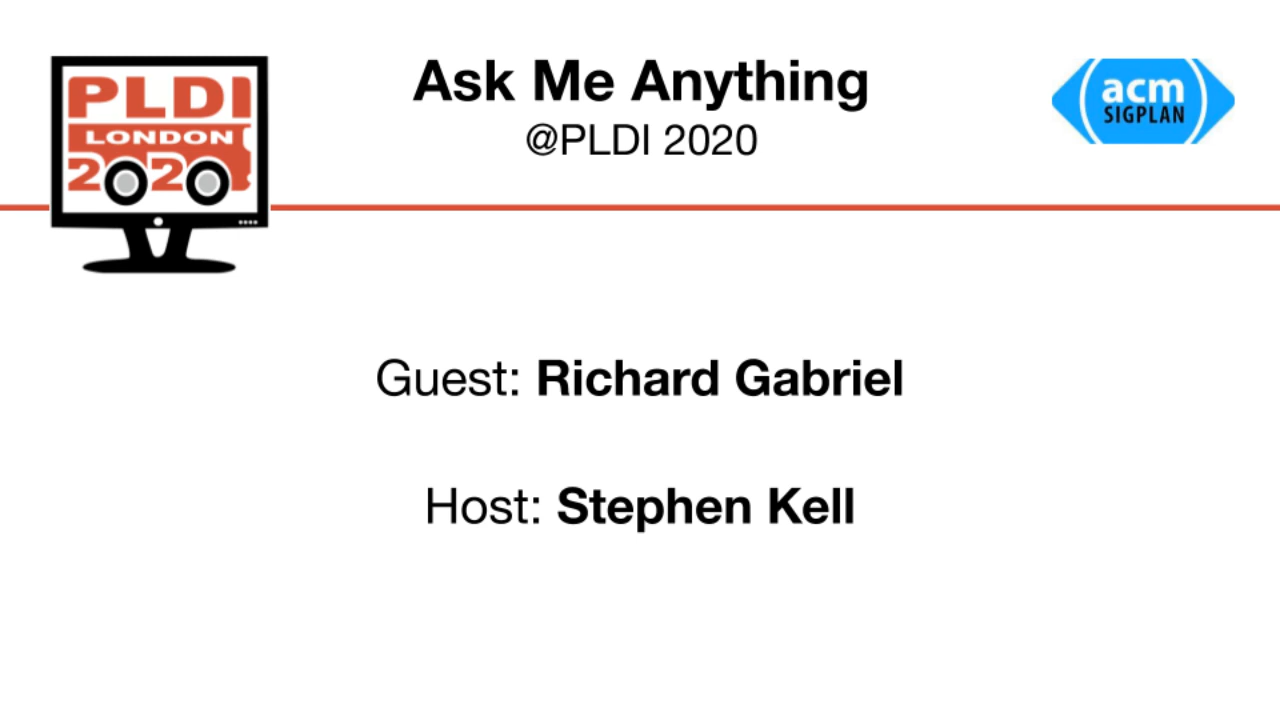 PLDI
LONDON
2020
Ask Me Anything
@PLDI 2020
acm
SIGPLAN
Guest: Richard Gabriel
Host: Stephen Kell